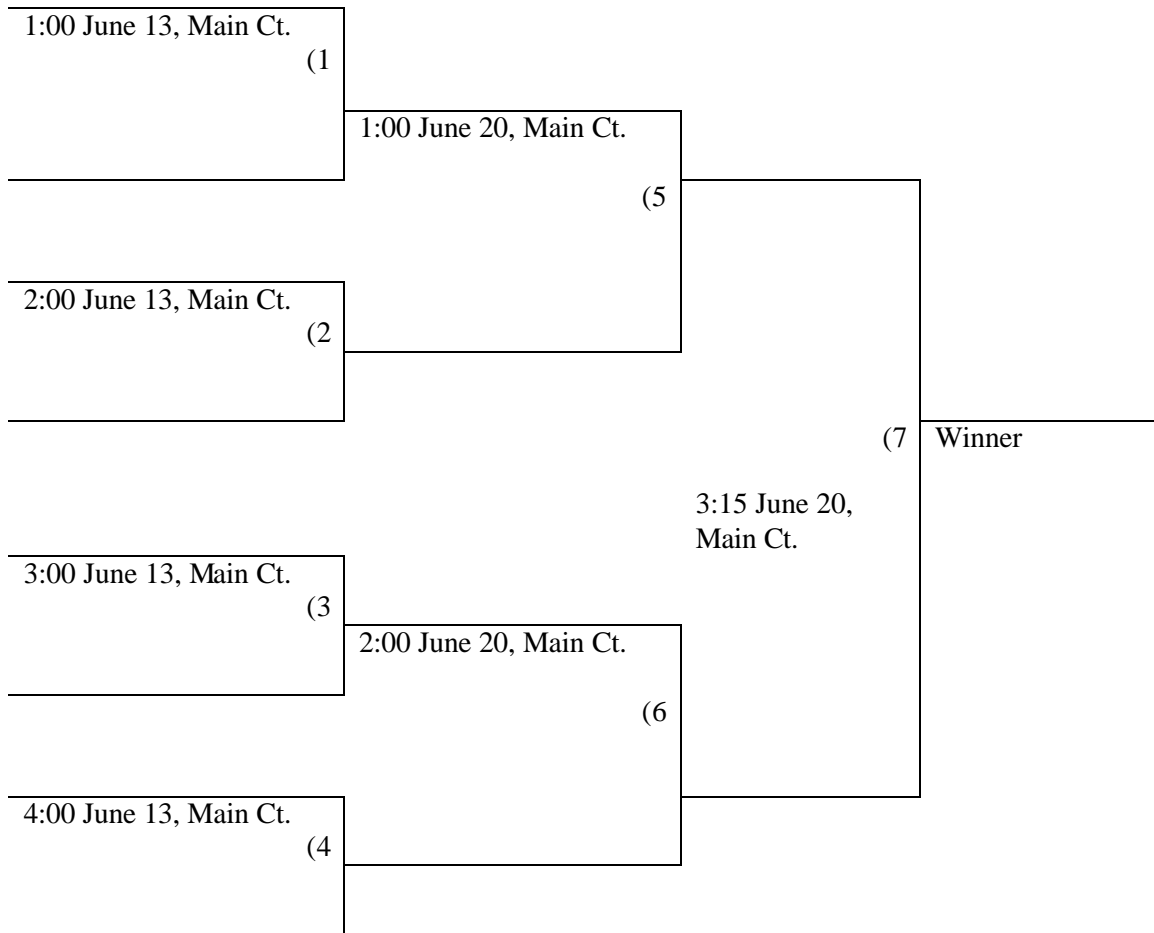 1:00 June 13, Main Ct.
(1
1:00 June 20, Main Ct.
(5
2:00 June 13, Main Ct.
(2
(7
Winner
3:15 June 20,
Main Ct.
3:00 June 13, Main Ct.
(3
2:00 June 20, Main Ct.
(6
4:00 June 13, Main Ct.
(4